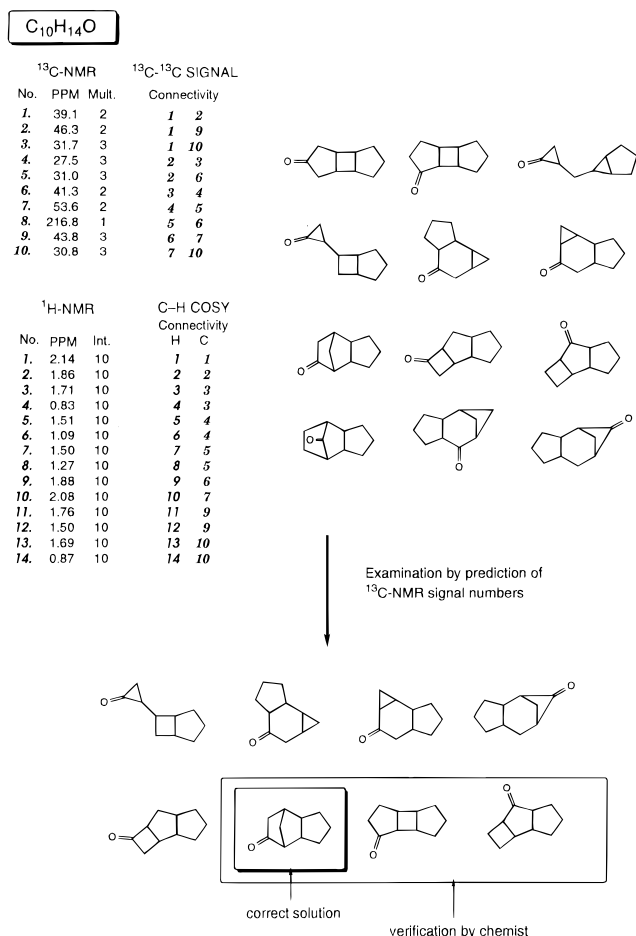 C10H14O
13C-NMR 13C-13C SIGNAL
No. PPM Mult. Connectivity
1. 39.1 2 1 2
2. 46.3 2 1 9
3. 31.7 3 1 10
4. 27.5 3 2 3
5. 31.0 3 2 6
6. 41.3 2 3 4
7. 53.6 2 4 5
8. 216.8 1 5 6
9. 43.8 3 6 7
10. 30.8 3 7 10
1H-NMR C–H COSY
Connectivity
No. PPM Int. H C
1. 2.14 10 1 1
2. 1.86 10 2 2
3. 1.71 10 3 3
4. 0.83 10 4 3
5. 1.51 10 5 4
6. 1.09 10 6 4
7. 1.50 10 7 5
8. 1.27 10 8 5
9. 1.88 10 9 6
10. 2.08 10 10 7
11. 1.76 10 11 9
12. 1.50 10 12 9
13. 1.69 10 13 10
14. 0.87 10 14 10
O O
O
O O O
O O O
O O O
Examination by prediction of
13C-NMR signal numbers
O O O O
O O O O
correct solution
verification by chemist